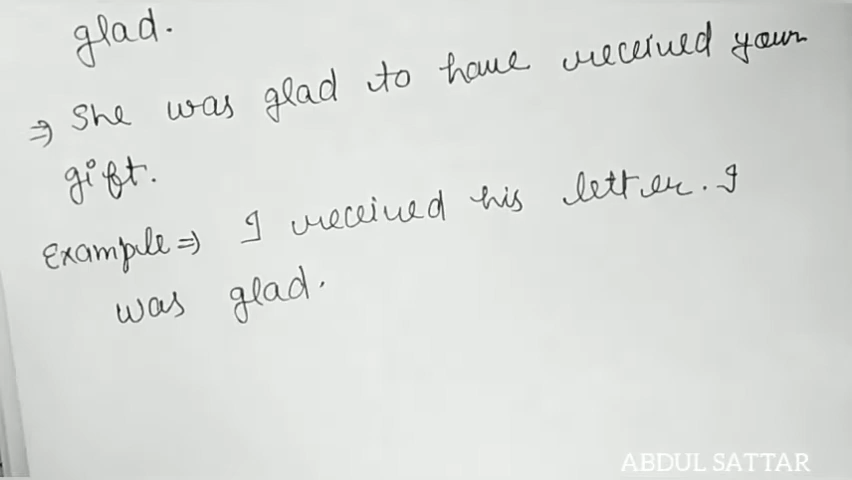 glad.
⇒ She was glad to have received your
gift.
Example ⇒ I received his letter. I
was glad.
ABDUL SATTAR